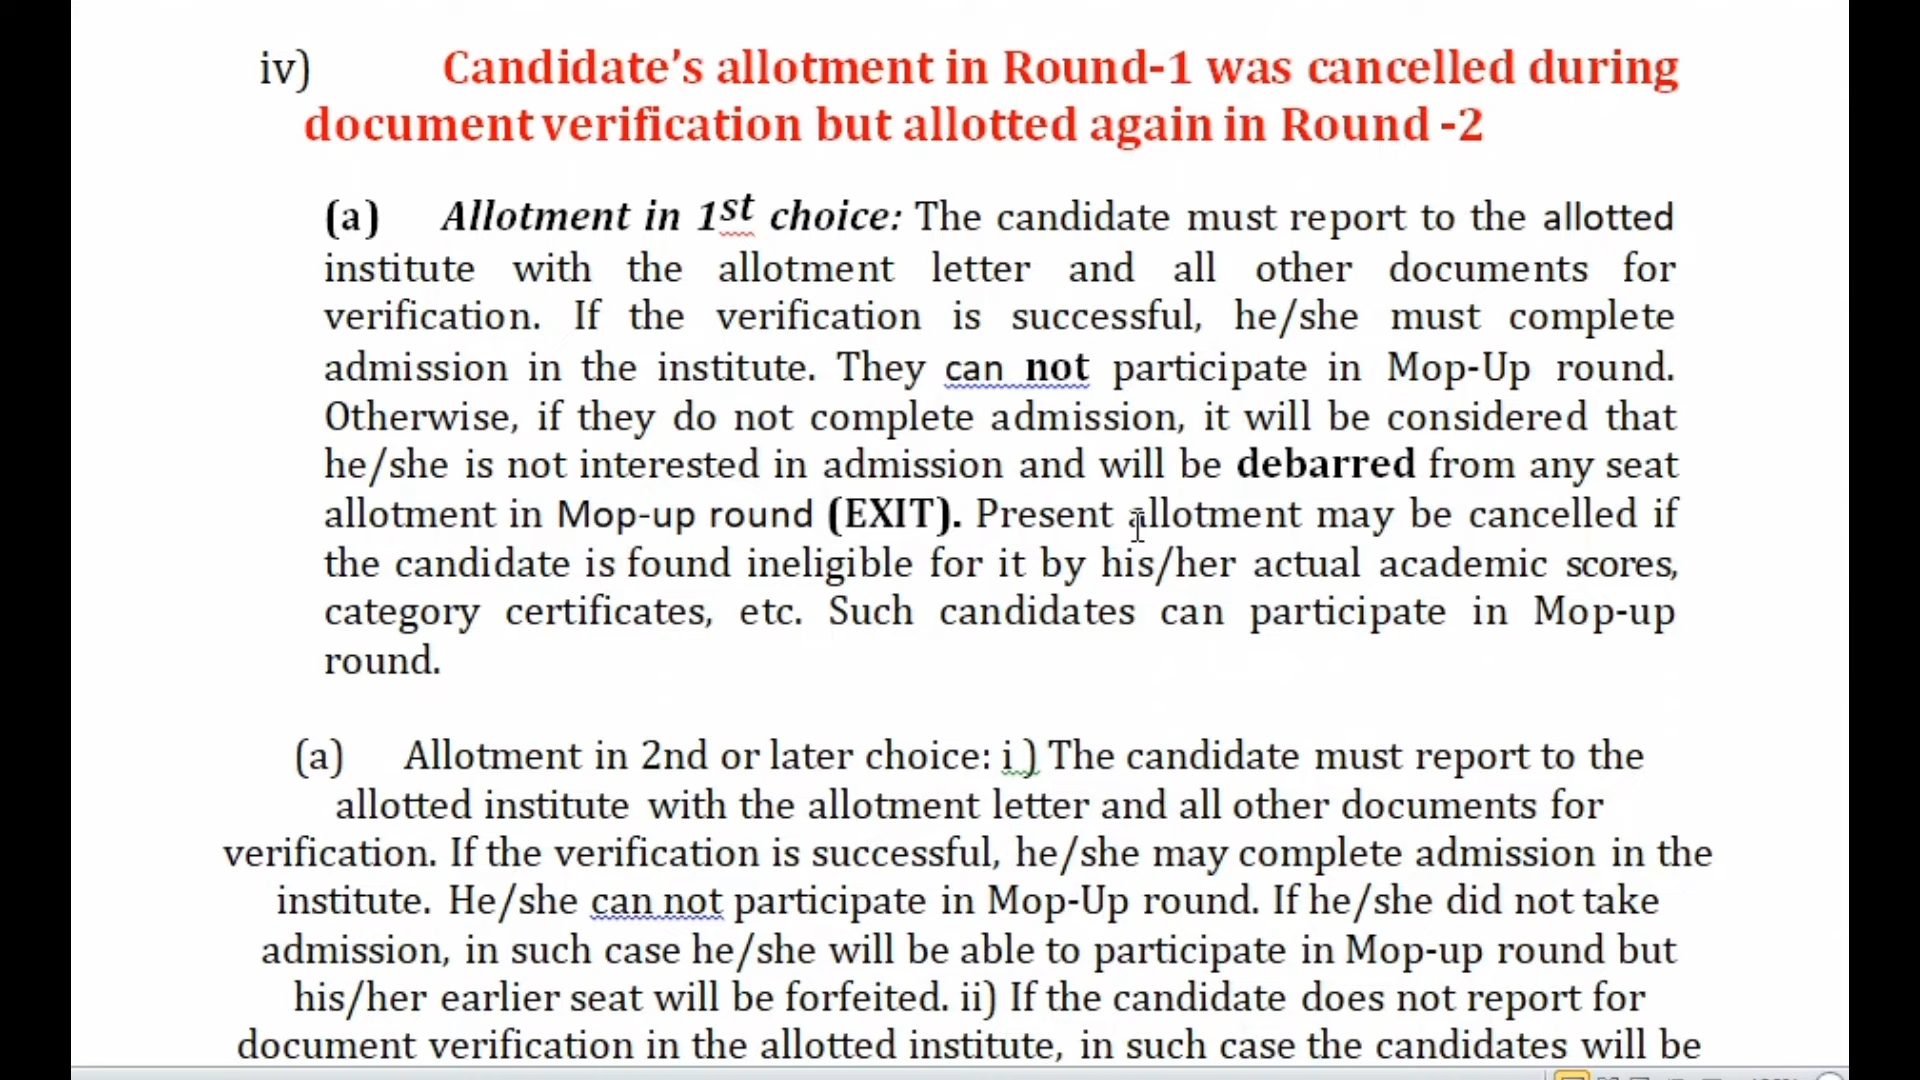 iv) Candidate's allotment in Round-1 was cancelled during
document verification but allotted again in Round -2
(a) Allotment in 1st choice: The candidate must report to the allotted
institute with the allotment letter and all other documents for
verification. If the verification is successful, he/she must complete
admission in the institute. They can not participate in Mop-Up round.
Otherwise, if they do not complete admission, it will be considered that
he/she is not interested in admission and will be debarred from any seat
allotment in Mop-up round (EXIT). Present allotment may be cancelled if
the candidate is found ineligible for it by his/her actual academic scores,
category certificates, etc. Such candidates can participate in Mop-up
round.
(a) Allotment in 2nd or later choice: i ) The candidate must report to the
allotted institute with the allotment letter and all other documents for
verification. If the verification is successful, he/she may complete admission in the
institute. He/she can not participate in Mop-Up round. If he/she did not take
admission, in such case he/she will be able to participate in Mop-up round but
his/her earlier seat will be forfeited. ii) If the candidate does not report for
document verification in the allotted institute, in such case the candidates will be